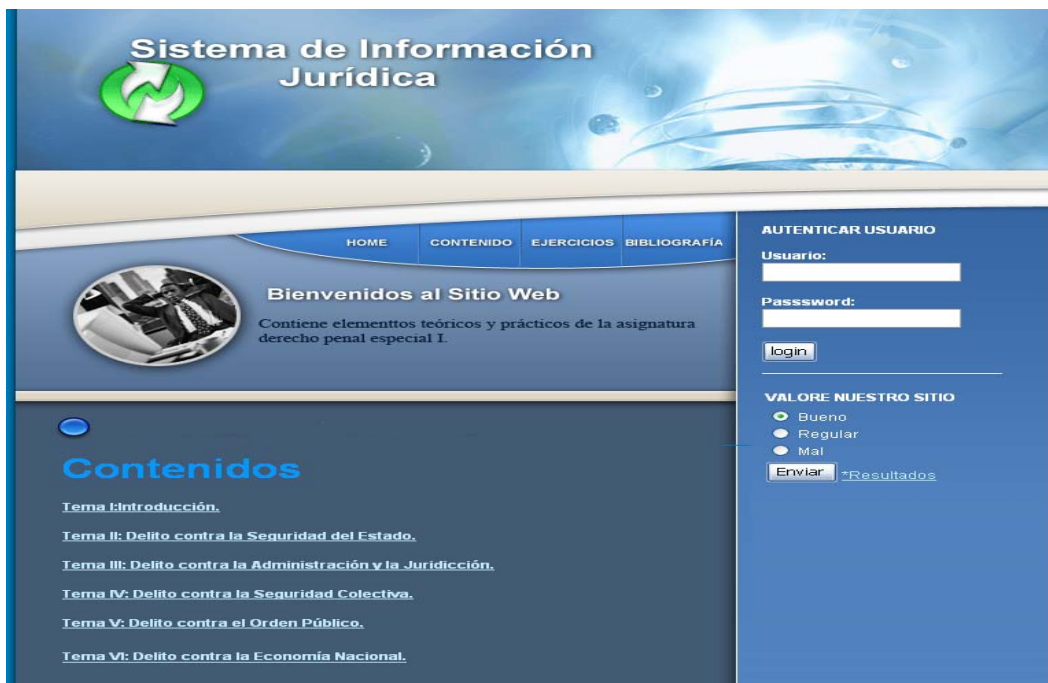 Sistema de Información
Jurídica
HOME CONTENIDO EJERCICIOS BIBLIOGRAFÍA
Bienvenidos al Sitio Web
Contiene elementtos teóricos y prácticos de la asignatura
derecho penal especial I.
Contenidos
Tema I:Introducción.
Tema II: Delito contra la Seguridad del Estado.
Tema III: Delito contra la Administración y la Juridicción.
Tema IV: Delito contra la Seguridad Colectiva.
Tema V: Delito contra el Orden Público.
Tema VI: Delito contra la Economía Nacional.
AUTENTICAR USUARIO
Usuario:
Passsword:
login
VALORE NUESTRO SITIO
Bueno
Regular
Mal
Enviar *Resultados